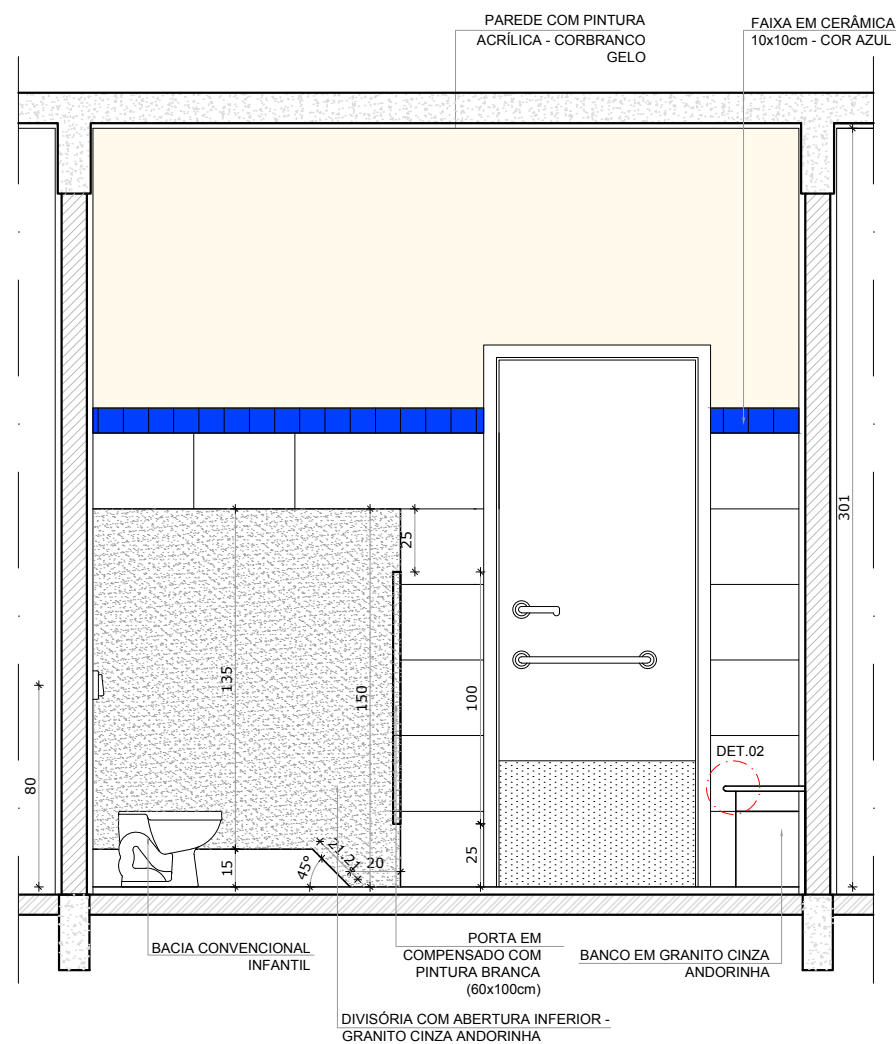 PAREDE COM PINTURA
ACRÍLICA - CORBRANCO
GELO
FAIXA EM CERÂMICA
10x10cm - COR AZUL
301
25
135
150
100
80
DET.02
15
45°
21.21
20
25
BACIA CONVENCIONAL
INFANTIL
PORTA EM
COMPENSADO COM
PINTURA BRANCA
(60x100cm)
BANCO EM GRANITO CINZA
ANDORINHA
DIVISÓRIA COM ABERTURA INFERIOR -
GRANITO CINZA ANDORINHA